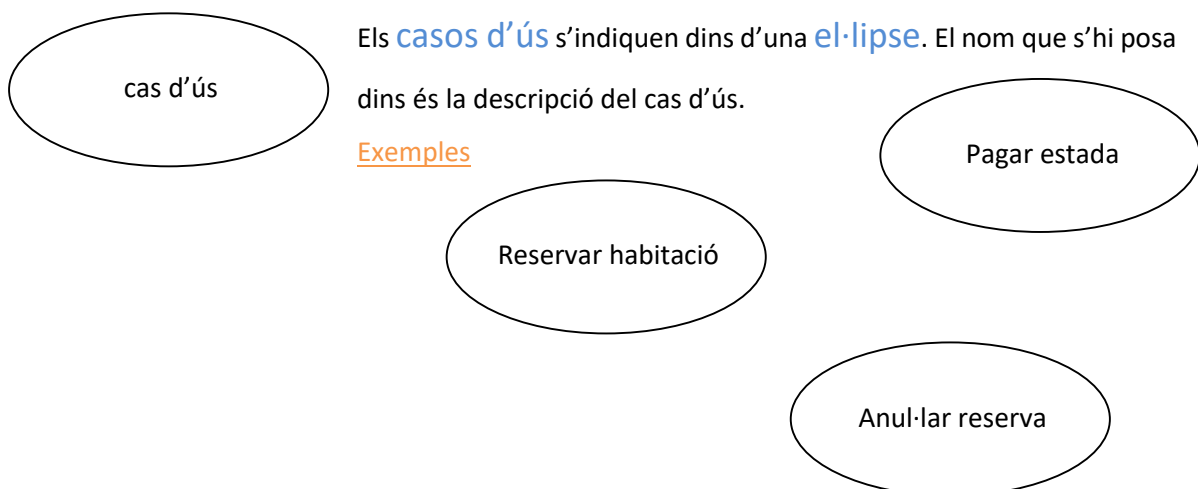 Els casos d’ús s’indiquen dins d’una el·lipse. El nom que s’hi posa
cas d’ús
dins és la descripció del cas d’ús.
Exemples
Pagar estada
Reservar habitació
Anul·lar reserva